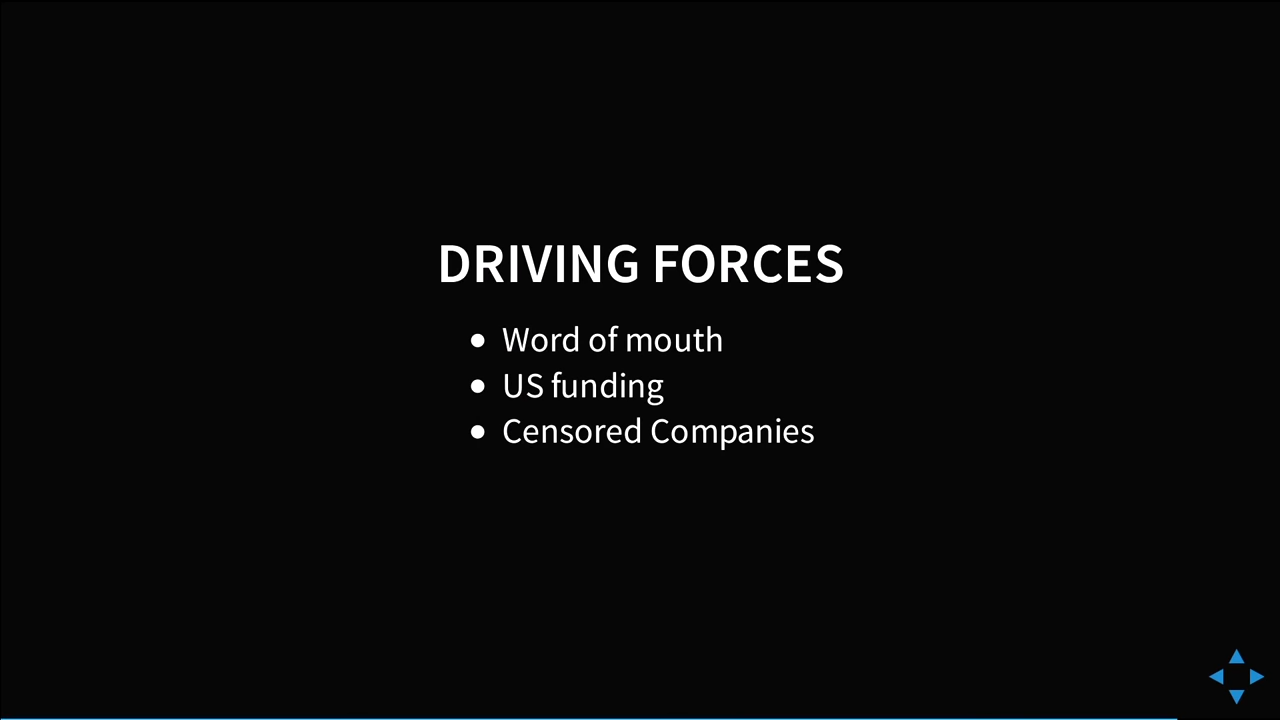 DRIVING FORCES
Word of mouth
US funding
Censored Companies